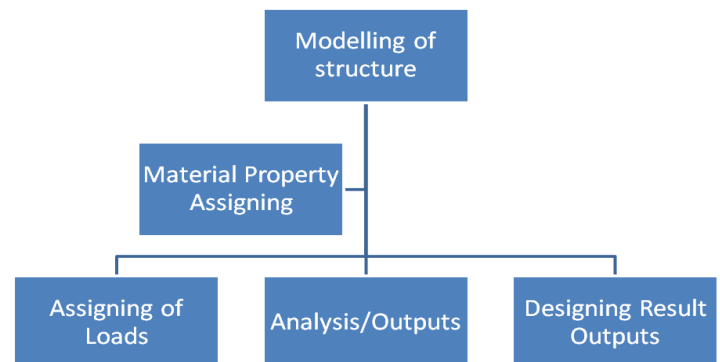 Modelling of
structure
Material Property
Assigning
Assigning of
Loads
Analysis/Outputs
Designing Result
Outputs